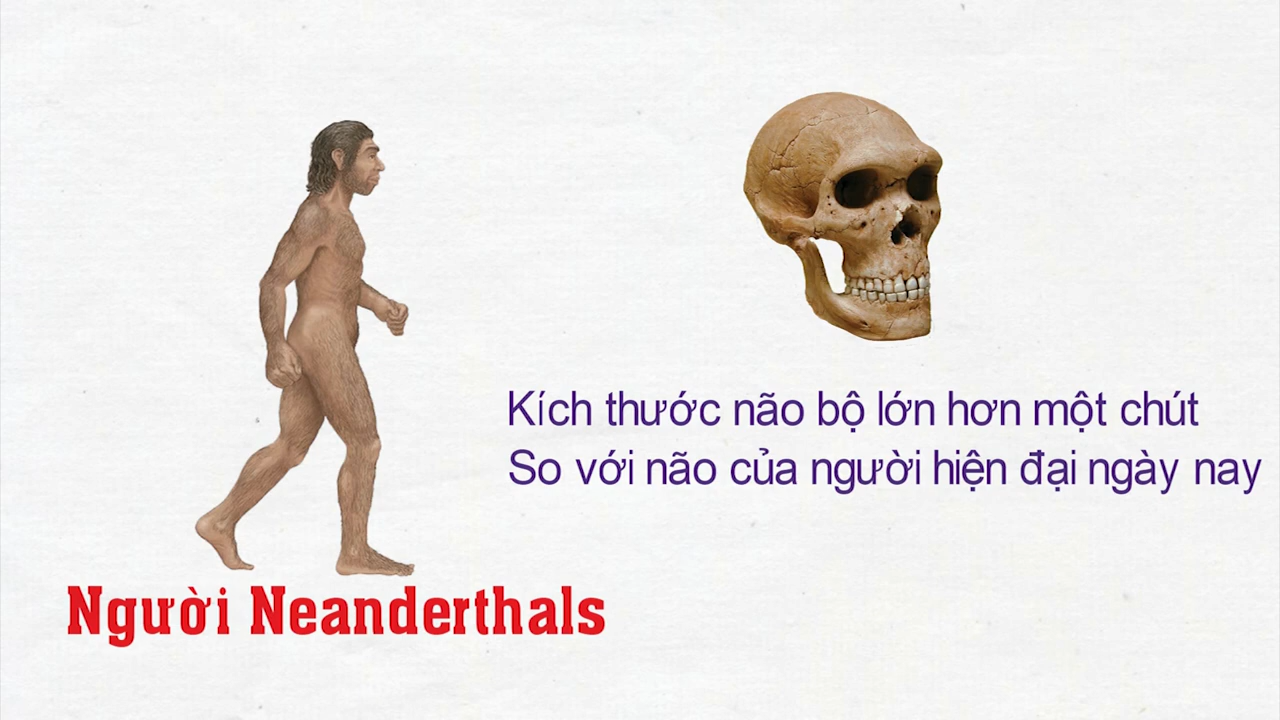 Kích thước não bộ lớn hơn một chút
So với não của người hiện đại ngày nay
Người Neanderthals